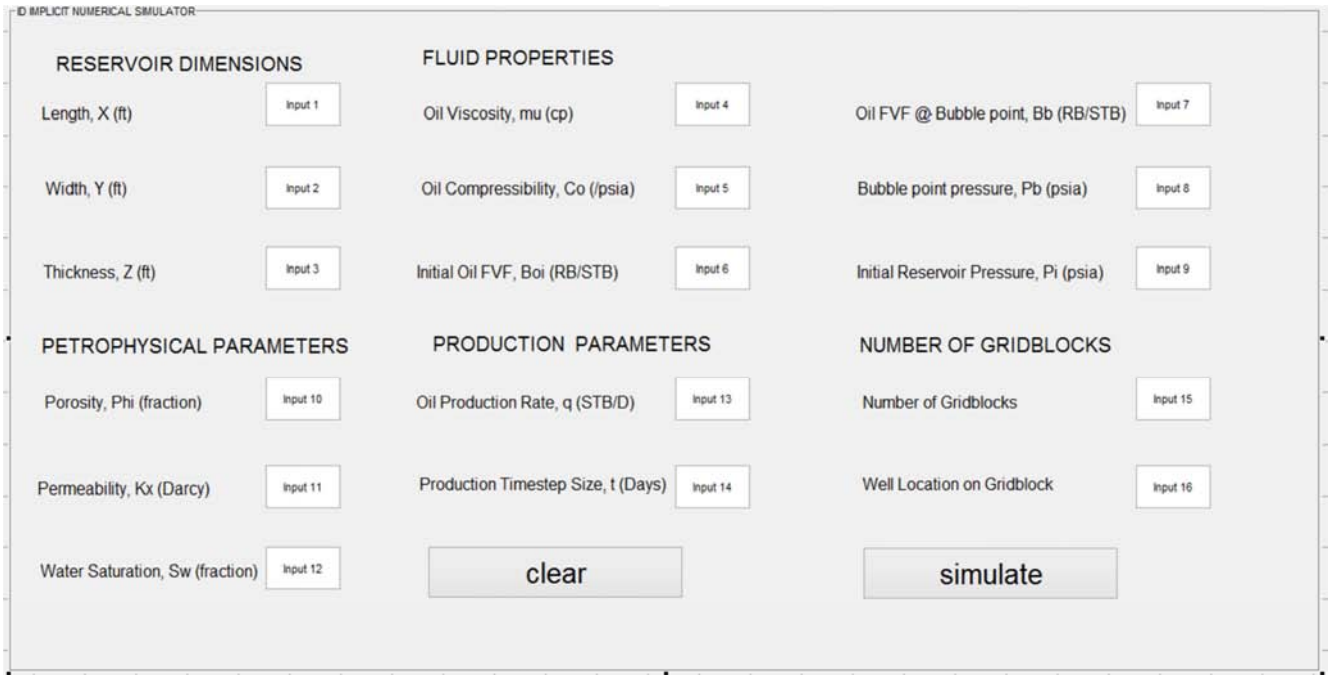 ID IMPLICIT NUMERICAL SIMULATOR
RESERVOIR DIMENSIONS
Length, X (ft) Input 1
Width, Y (ft) Input 2
Thickness, Z (ft) Input 3
FLUID PROPERTIES
Oil Viscosity, mu (cp) Input 4
Oil Compressibility, Co (/psia) Input 5
Initial Oil FVF, Boi (RB/STB) Input 6
Oil FVF @ Bubble point, Bb (RB/STB) Input 7
Bubble point pressure, Pb (psia) Input 8
Initial Reservoir Pressure, Pi (psia) Input 9
PETROPHYSICAL PARAMETERS
Porosity, Phi (fraction) Input 10
Permeability, Kx (Darcy) Input 11
Water Saturation, Sw (fraction) Input 12
PRODUCTION PARAMETERS
Oil Production Rate, q (STB/D) Input 13
Production Timestep Size, t (Days) Input 14
clear
NUMBER OF GRIDBLOCKS
Number of Gridblocks Input 15
Well Location on Gridblock Input 16
simulate